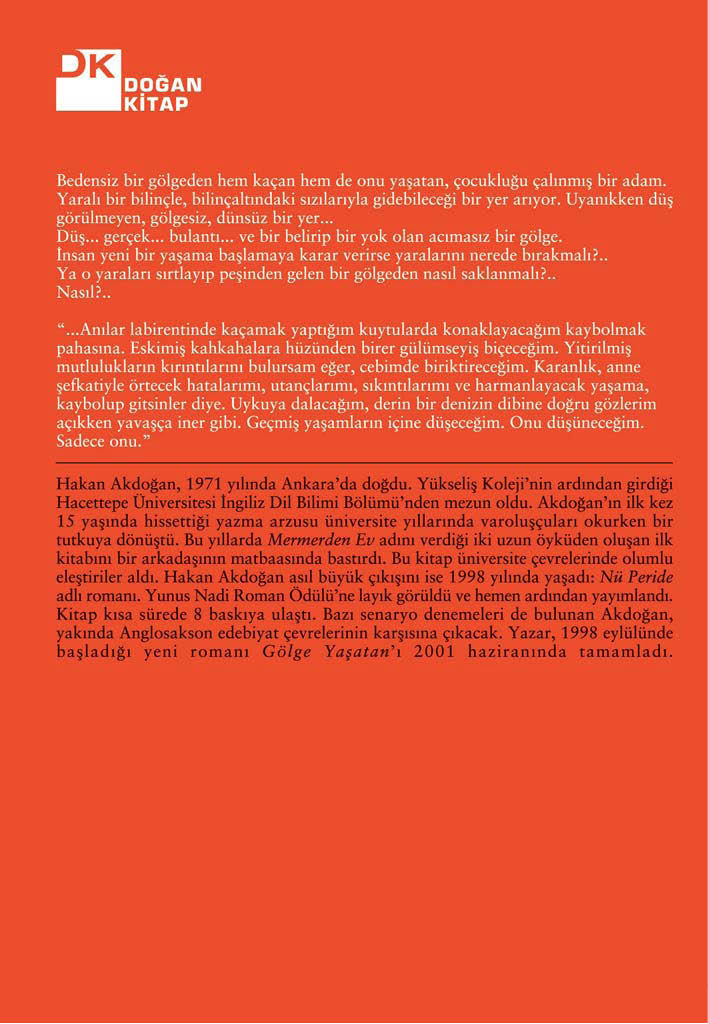 DK
DOĞAN
KİTAP
Bedensiz bir gölgeden hem kaçan hem de onu yaşatan, çocukluğu çalınmış bir adam.
Yaralı bir bilinçle, bilinçaltındaki sızılarıyla gidebileceği bir yer arıyor. Uyanıkken düş
görülmeyen, gölgesiz, dünsüz bir yer...
Düş... gerçek... bulantı... ve bir belirip bir yok olan acımasız bir gölge.
İnsan yeni bir yaşama başlamaya karar verirse yaralarını nerede bırakmalı?..
Ya o yaraları sırtlayıp peşinden gelen bir gölgeden nasıl saklanmalı?..
Nasıl?..
“...Anılar labirentinde kaçamak yaptığım kuytularda konaklayacağım kaybolmak
pahasına. Eskimiş kahkahalara hüzünden birer gülümseyiş biçeceğim. Yitirilmiş
mutlulukların kırıntılarını bulursam eğer, cebimde biriktireceğim. Karanlık, anne
şefkatiyle örtecek hatalarımı, utançlarımı, sıkıntılarımı ve harmanlayacak yaşama,
kaybolup gitsinler diye. Uykuya dalacağım, derin bir denizin dibine doğru gözlerim
açıkken yavaşça iner gibi. Geçmiş yaşamların içine düşeceğim. Onu düşüneceğim.
Sadece onu.”
Hakan Akdoğan, 1971 yılında Ankara’da doğdu. Yükseliş Koleji’nin ardından girdiği
Hacettepe Üniversitesi İngiliz Dil Bilimi Bölümü’nden mezun oldu. Akdoğan’ın ilk kez
15 yaşında hissettiği yazma arzusu üniversite yıllarında varoluşçuları okurken bir
tutkuya dönüştü. Bu yıllarda Mermerden Ev adını verdiği iki uzun öyküden oluşan ilk
kitabını bir arkadaşının matbaasında bastırdı. Bu kitap üniversite çevrelerinde olumlu
eleştiriler aldı. Hakan Akdoğan asıl büyük çıkışını ise 1998 yılında yaşadı: Nü Peride
adlı romanı. Yunus Nadi Roman Ödülü’ne layık görüldü ve hemen ardından yayımlandı.
Kitap kısa sürede 8 baskıya ulaştı. Bazı senaryo denemeleri de bulunan Akdoğan,
yakında Anglosakson edebiyat çevrelerinin karşısına çıkacak. Yazar, 1998 eylülünde
başladığı yeni romanı Gölge Yaşatan’ı 2001 haziranında tamamladı.